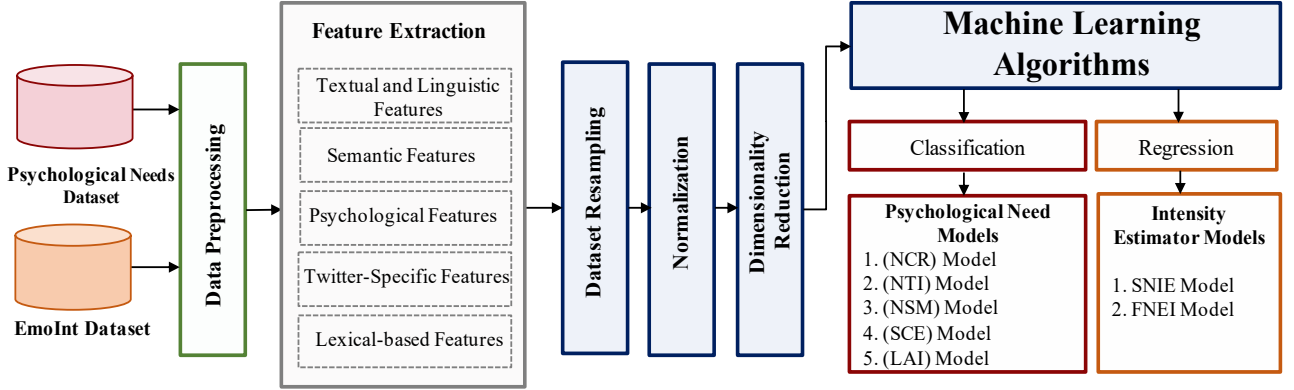 Psychological Needs
Dataset
EmoInt Dataset
Data Preprocessing
Feature Extraction
Textual and Linguistic
Features
Semantic Features
Psychological Features
Twitter-Specific Features
Lexical-based Features
Dataset Resampling
Normalization
Dimensionality
Reduction
Machine Learning
Algorithms
Classification
Psychological Need
Models
1. (NCR) Model
2. (NTI) Model
3. (NSM) Model
4. (SCE) Model
5. (LAI) Model
Regression
Intensity
Estimator Models
1. SNIE Model
2. FNEI Model